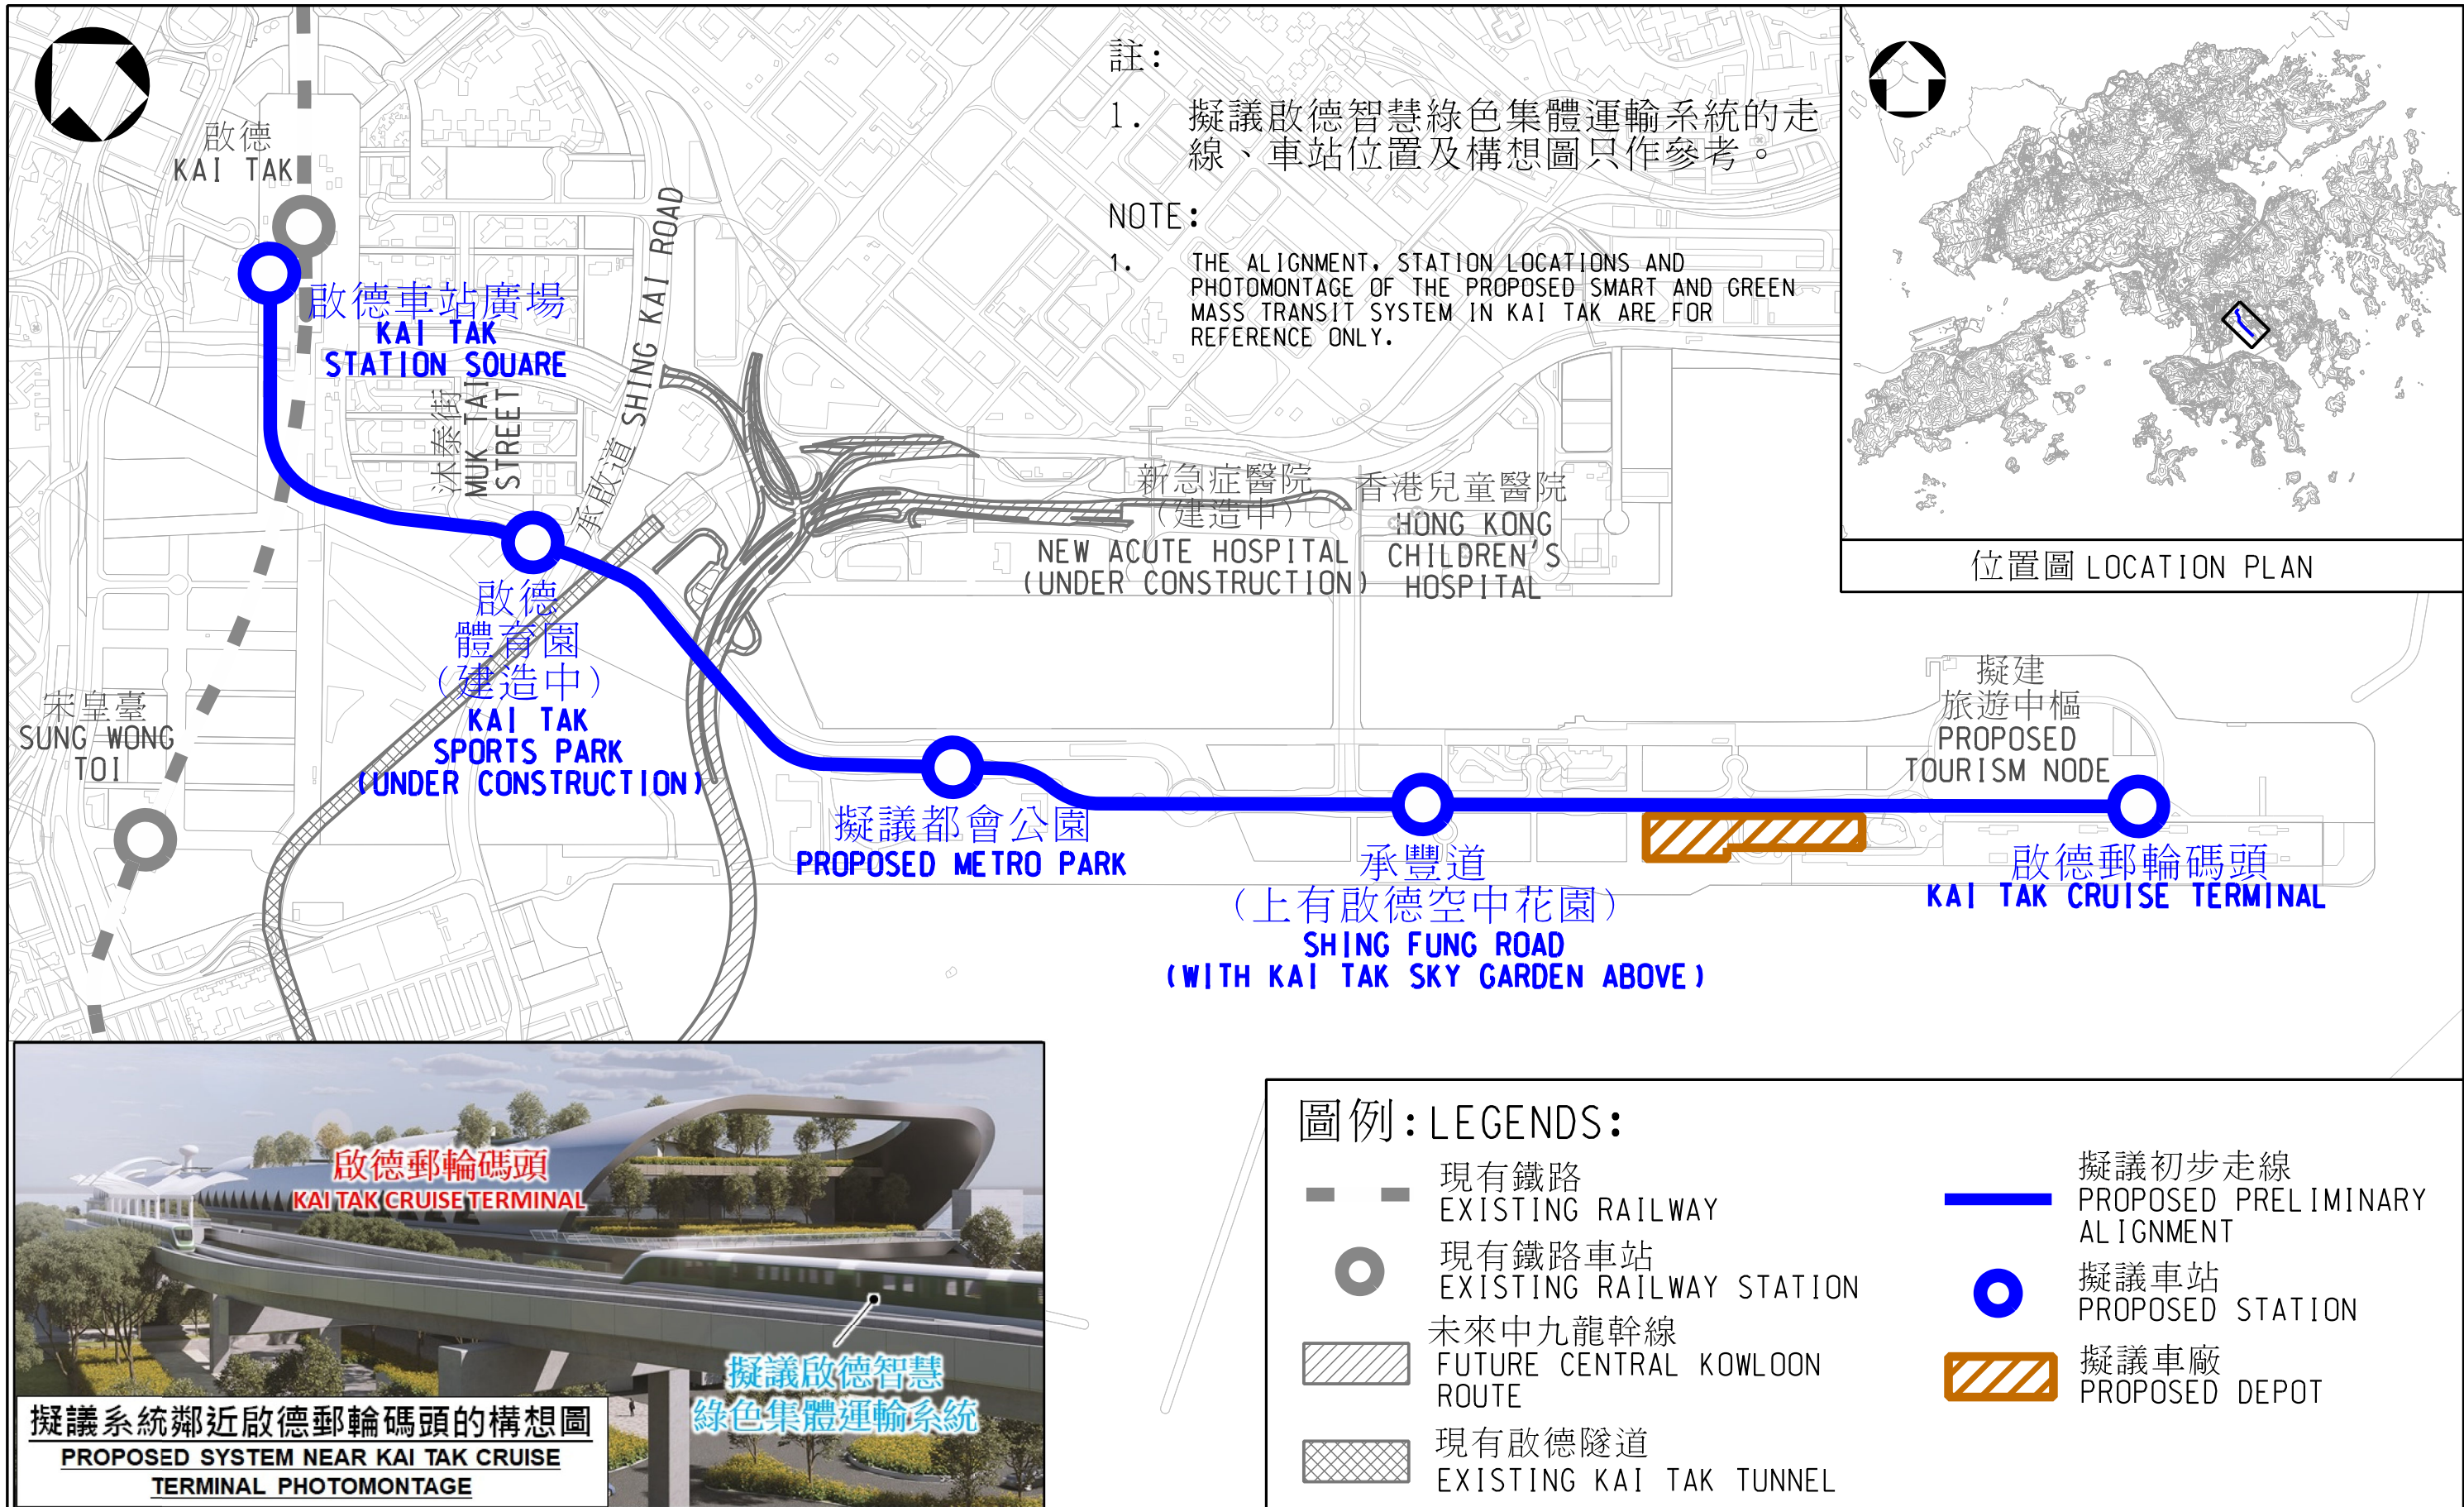 註:
1. 擬議啟德智慧綠色集體運輸系統的走
線、車站位置及構想圖只作參考。
NOTE:
1. THE ALIGNMENT, STATION LOCATIONS AND
PHOTOMONTAGE OF THE PROPOSED SMART AND GREEN
MASS TRANSIT SYSTEM IN KAI TAK ARE FOR
REFERENCE ONLY.
位置圖 LOCATION PLAN
啟德
KAI TAK
啟德車站廣場
KAI TAK
STATION SQUARE
沐泰街
MUK TAI
STREET
承啟道 SHING KAI ROAD
新急症醫院
(建造中)
NEW ACUTE HOSPITAL
(UNDER CONSTRUCTION)
香港兒童醫院
HONG KONG
CHILDREN'S
HOSPITAL
啟德
體育園
(建造中)
KAI TAK
SPORTS PARK
(UNDER CONSTRUCTION)
宋皇臺
SUNG WONG
TOI
擬建
旅遊中樞
PROPOSED
TOURISM NODE
擬議都會公園
PROPOSED METRO PARK
承豐道
(上有啟德空中花園)
SHING FUNG ROAD
(WITH KAI TAK SKY GARDEN ABOVE)
啟德郵輪碼頭
KAI TAK CRUISE TERMINAL
啟德郵輪碼頭
KAI TAK CRUISE TERMINAL
擬議啟德智慧
綠色集體運輸系統
擬議系統鄰近啟德郵輪碼頭的構想圖
PROPOSED SYSTEM NEAR KAI TAK CRUISE
TERMINAL PHOTOMONTAGE
圖例:LEGENDS:
現有鐵路
EXISTING RAILWAY
現有鐵路車站
EXISTING RAILWAY STATION
未來中九龍幹線
FUTURE CENTRAL KOWLOON
ROUTE
現有啟德隧道
EXISTING KAI TAK TUNNEL
擬議初步走線
PROPOSED PRELIMINARY
ALIGNMENT
擬議車站
PROPOSED STATION
擬議車廠
PROPOSED DEPOT